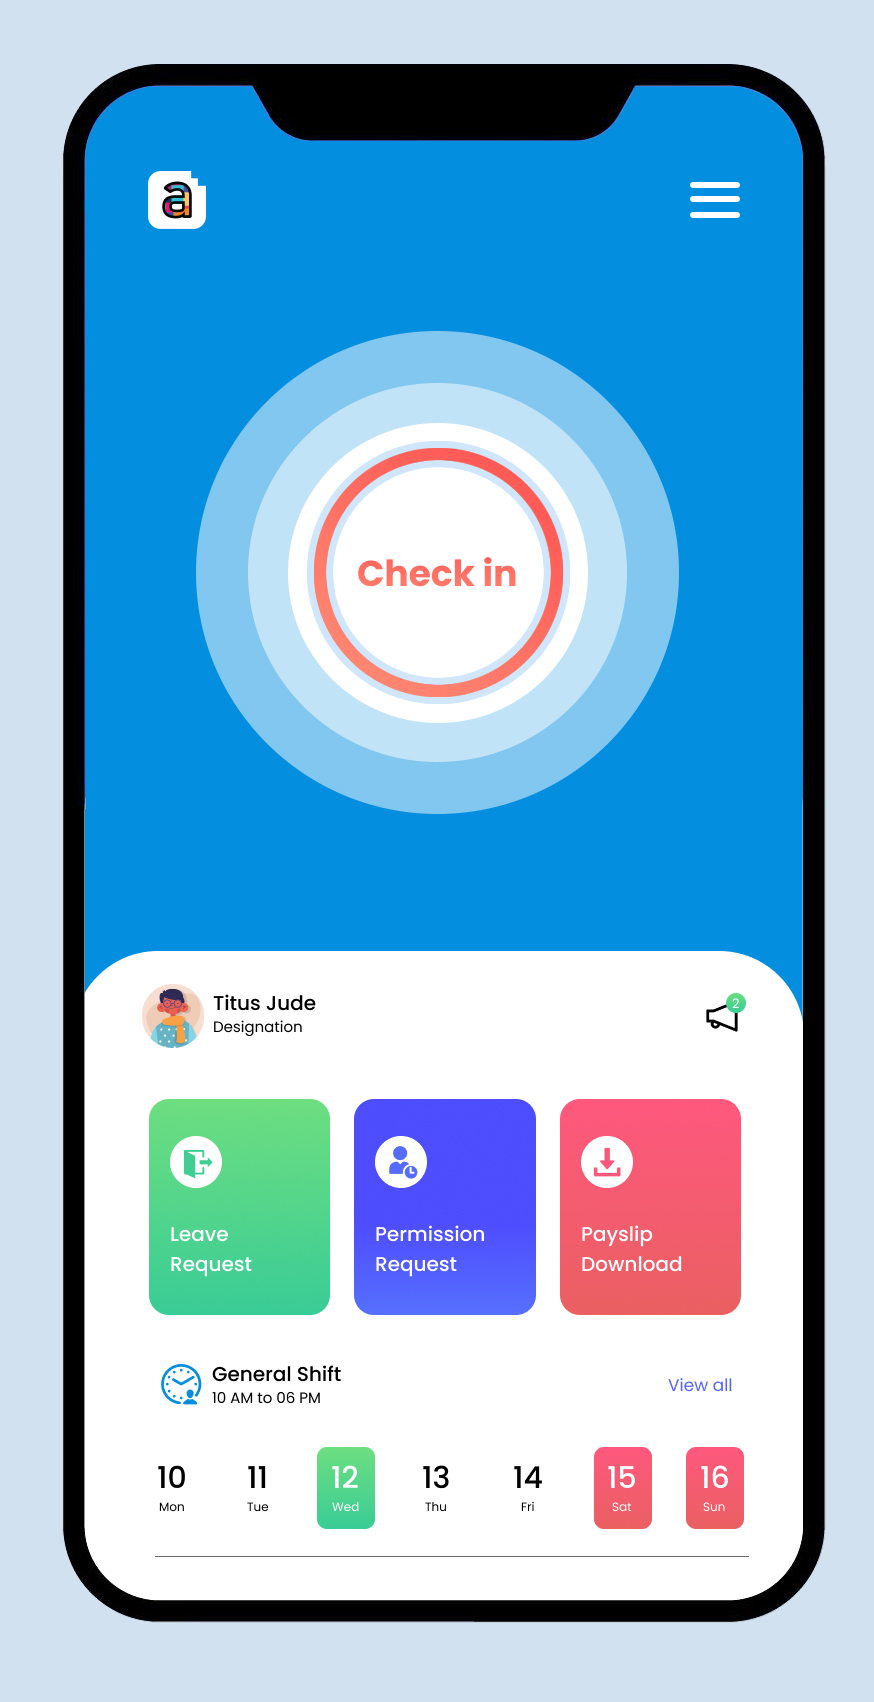 a
Check in
Titus Jude
Designation
2
Leave
Request
Permission
Request
Payslip
Download
General Shift
10 AM to 06 PM
View all
10 11 12 13 14 15 16
Mon Tue Wed Thu Fri Sat Sun